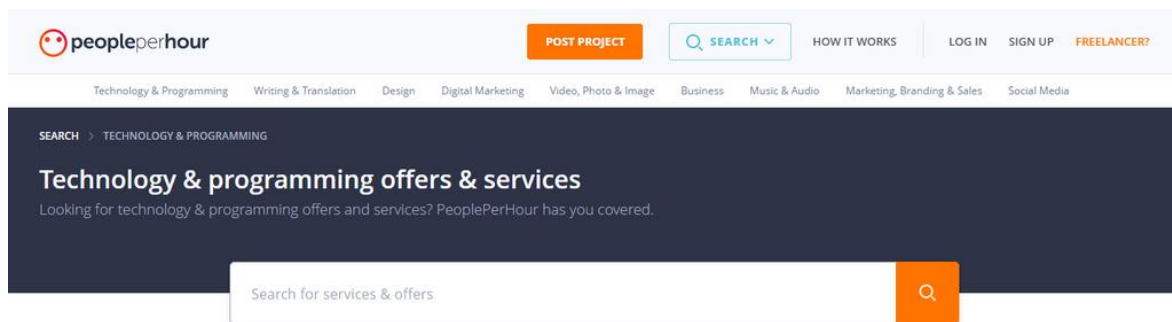 peopleperhour
POST PROJECT
SEARCH
HOW IT WORKS
LOG IN
SIGN UP
FREELANCER?
Technology & Programming
Writing & Translation
Design
Digital Marketing
Video, Photo & Image
Business
Music & Audio
Marketing, Branding & Sales
Social Media
SEARCH > TECHNOLOGY & PROGRAMMING
Technology & programming offers & services
Looking for technology & programming offers and services? PeoplePerHour has you covered.
Search for services & offers